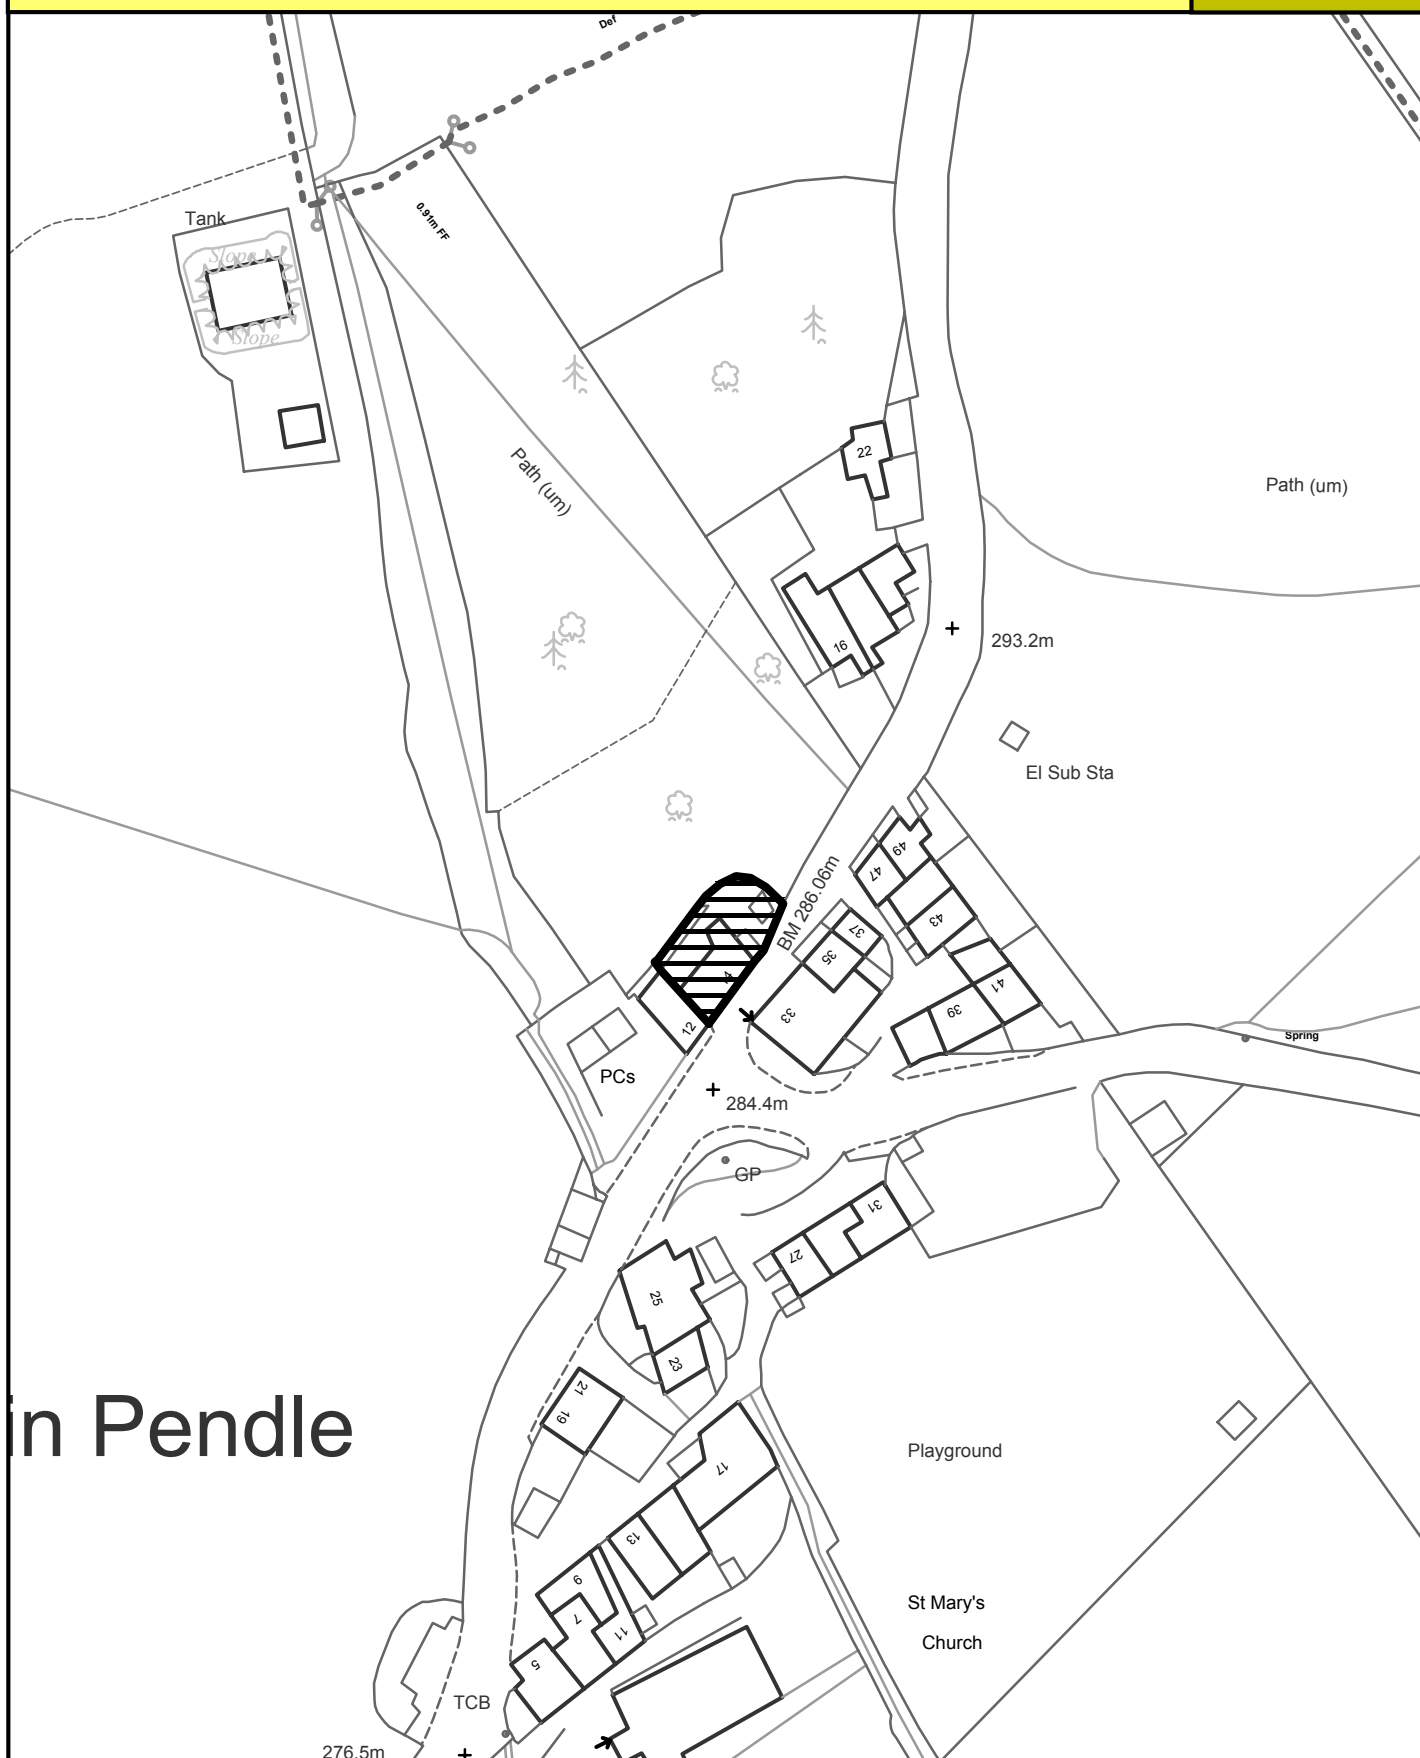 Def
Tank
0.91m FF
Slope
Slope
22
Path (um)
Path (um)
16
293.2m
El Sub Sta
49
47
BM 286.06m
43
37
35
41
33
39
12
Spring
PCs
284.4m
GP
31
27
25
23
21
19
in Pendle
Playground
17
13
9
St Mary's
7
11
Church
5
TCB
276.5m